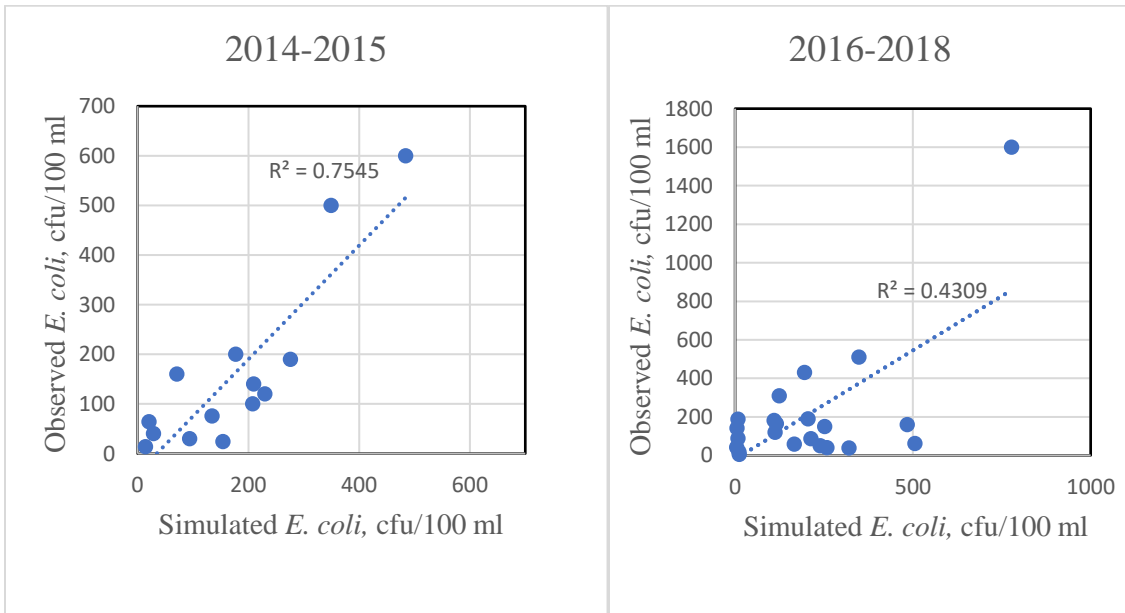 2014-2015
700
600
500
400
300
200
100
0
R² = 0.7545
0 200 400 600
Observed E. coli, cfu/100 ml
Simulated E. coli, cfu/100 ml
2016-2018
1800
1600
1400
1200
1000
800
600
400
200
0
R² = 0.4309
0 500 1000
Observed E. coli, cfu/100 ml
Simulated E. coli, cfu/100 ml